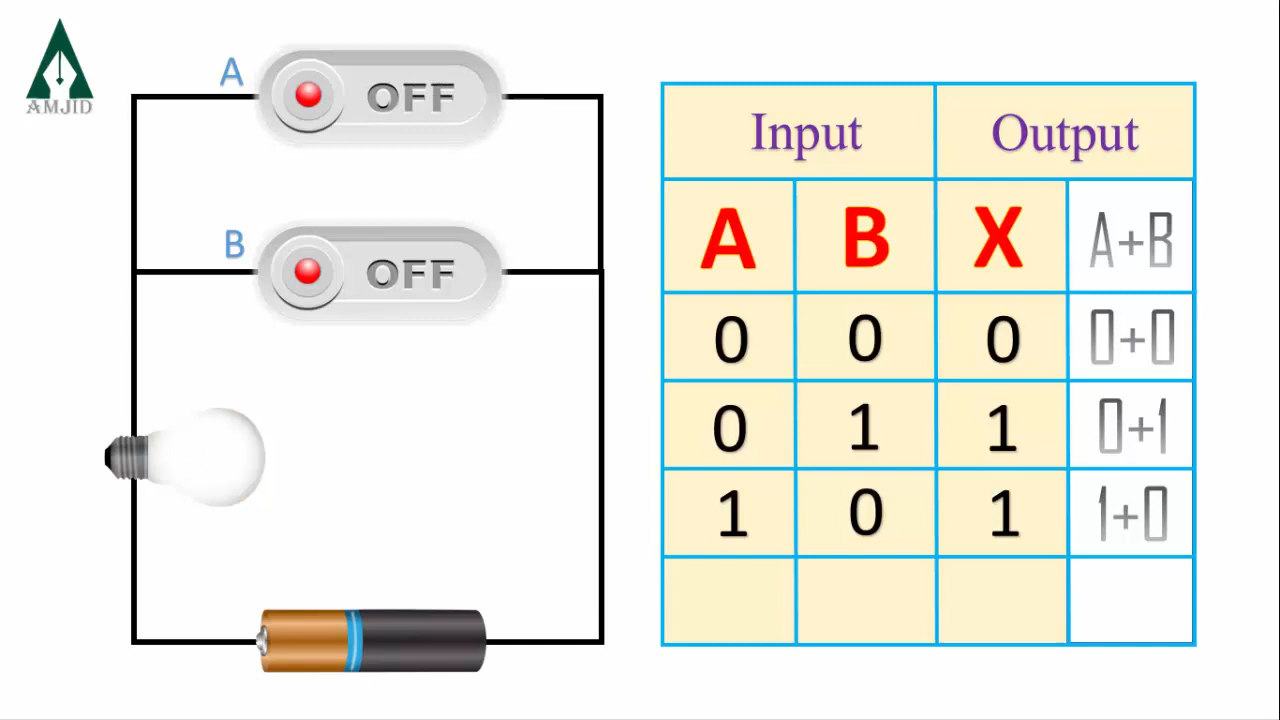 AMJID
A
OFF
B
OFF
Input Output
A B X A+B
0 0 0 0+0
0 1 1 0+1
1 0 1 1+0